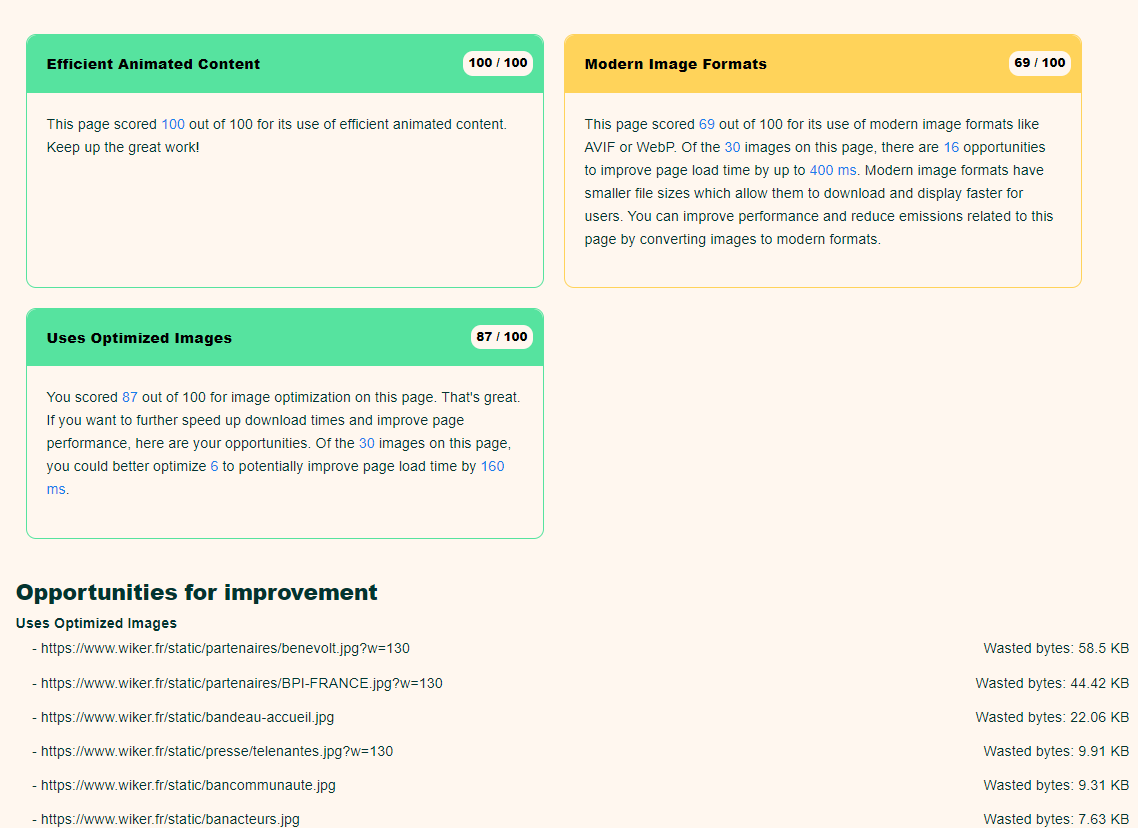 Efficient Animated Content
100 / 100
This page scored 100 out of 100 for its use of efficient animated content.
Keep up the great work!
Modern Image Formats
69 / 100
This page scored 69 out of 100 for its use of modern image formats like
AVIF or WebP. Of the 30 images on this page, there are 16 opportunities
to improve page load time by up to 400 ms. Modern image formats have
smaller file sizes which allow them to download and display faster for
users. You can improve performance and reduce emissions related to this
page by converting images to modern formats.
Uses Optimized Images
87 / 100
You scored 87 out of 100 for image optimization on this page. That's great.
If you want to further speed up download times and improve page
performance, here are your opportunities. Of the 30 images on this page,
you could better optimize 6 to potentially improve page load time by 160
ms.
Opportunities for improvement
Uses Optimized Images
- https://www.wiker.fr/static/partenaires/benevolt.jpg?w=130 Wasted bytes: 58.5 KB
- https://www.wiker.fr/static/partenaires/BPI-FRANCE.jpg?w=130 Wasted bytes: 44.42 KB
- https://www.wiker.fr/static/bandeau-accueil.jpg Wasted bytes: 22.06 KB
- https://www.wiker.fr/static/presse/telenantes.jpg?w=130 Wasted bytes: 9.91 KB
- https://www.wiker.fr/static/bancommunaute.jpg Wasted bytes: 9.31 KB
- https://www.wiker.fr/static/banacteurs.jpg Wasted bytes: 7.63 KB